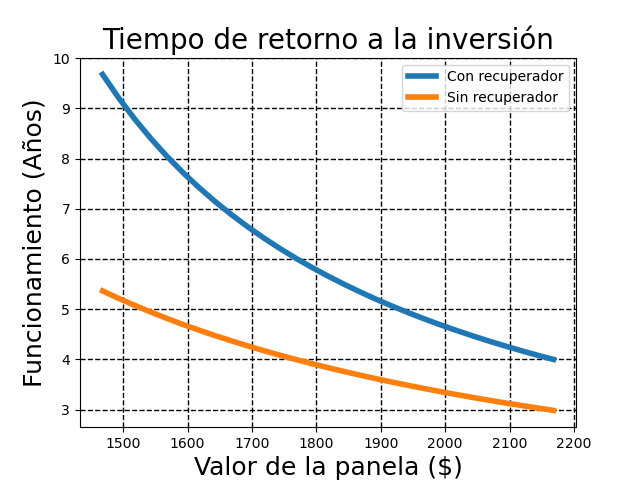 Tiempo de retorno a la inversión
Con recuperador
Sin recuperador
Funcionamiento (Años)
10
9
8
7
6
5
4
3
1500 1600 1700 1800 1900 2000 2100 2200
Valor de la panela ($)